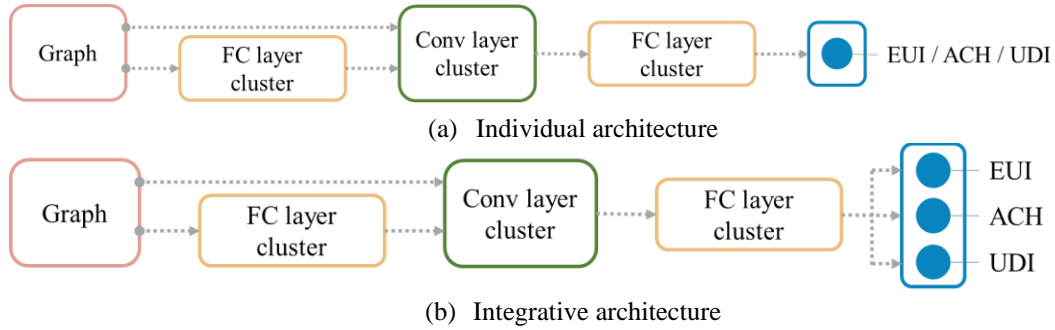 Graph
FC layer
cluster
Conv layer
cluster
FC layer
cluster
EUI / ACH / UDI
(a) Individual architecture
Graph
FC layer
cluster
Conv layer
cluster
FC layer
cluster
EUI
ACH
UDI
(b) Integrative architecture